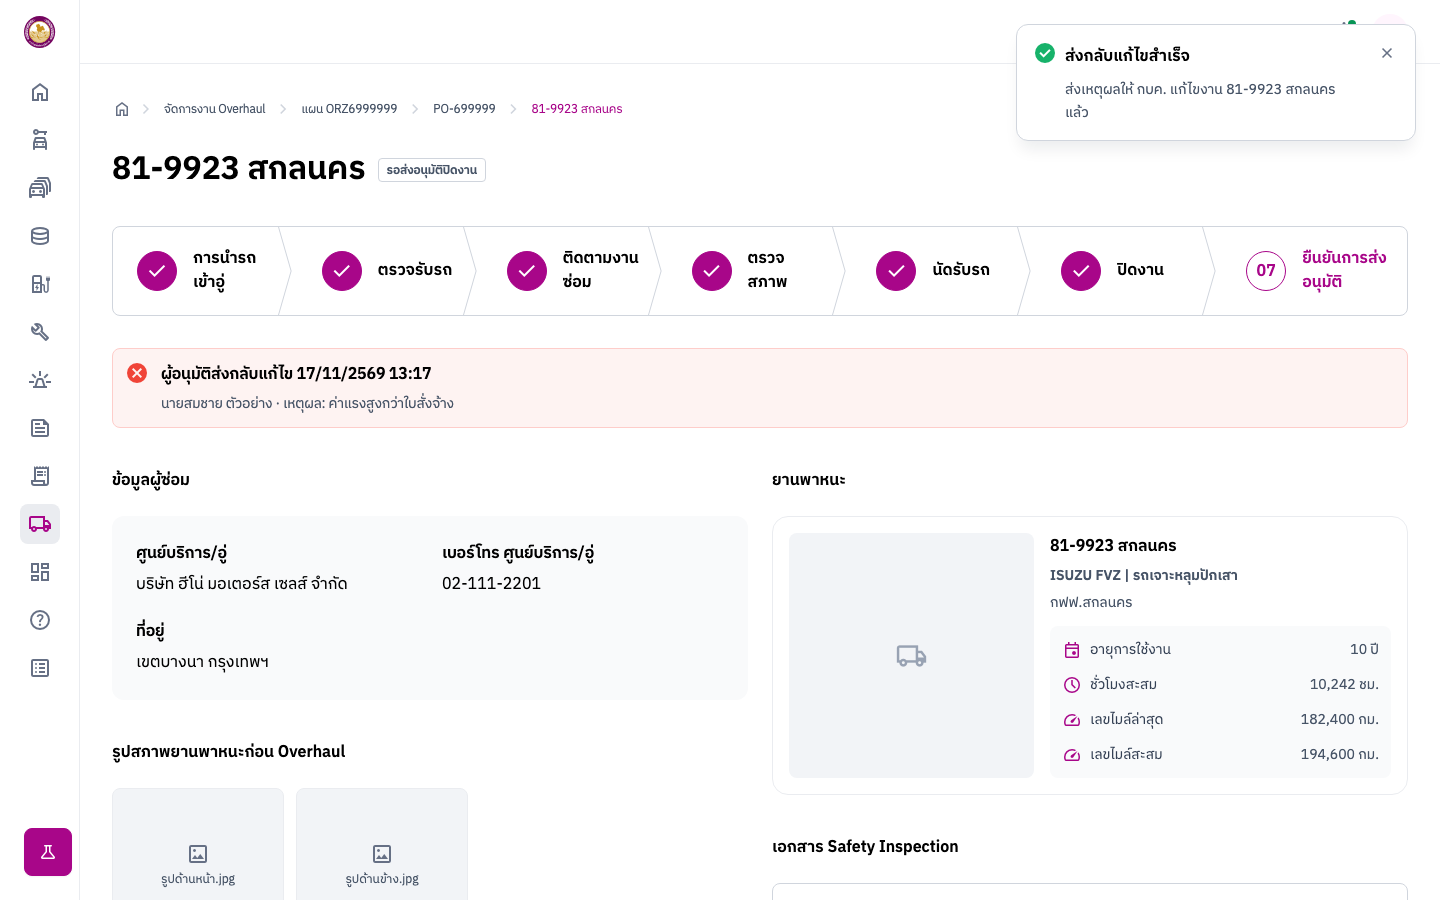 ส่งกลับแก้ไขสำเร็จ
ส่งเหตุผลให้ กบค. แก้ไขงาน 81-9923 สกลนคร
แล้ว
จัดการงาน Overhaul
แผน ORZ6999999
PO-699999
81-9923 สกลนคร
81-9923 สกลนคร
รอส่งอนุมัติปิดงาน
การนำรถ
เข้าอู่
ตรวจรับรถ
ติดตามงาน
ซ่อม
ตรวจ
สภาพ
นัดรับรถ
ปิดงาน
07
ยืนยันการส่ง
อนุมัติ
ผู้อนุมัติส่งกลับแก้ไข 17/11/2569 13:17
นายสมชาย ตัวอย่าง · เหตุผล: ค่าแรงสูงกว่าใบสั่งจ้าง
ข้อมูลผู้ซ่อม
ศูนย์บริการ/อู่
บริษัท ฮีโน่ มอเตอร์ส เซลส์ จำกัด
เบอร์โทร ศูนย์บริการ/อู่
02-111-2201
ที่อยู่
เขตบางนา กรุงเทพฯ
รูปสภาพยานพาหนะก่อน Overhaul
รูปด้านหน้า.jpg
รูปด้านข้าง.jpg
ยานพาหนะ
81-9923 สกลนคร
ISUZU FVZ | รถเจาะหลุมปักเสา
กฟฟ.สกลนคร
อายุการใช้งาน 10 ปี
ชั่วโมงสะสม 10,242 ชม.
เลขไมล์ล่าสุด 182,400 กม.
เลขไมล์สะสม 194,600 กม.
เอกสาร Safety Inspection